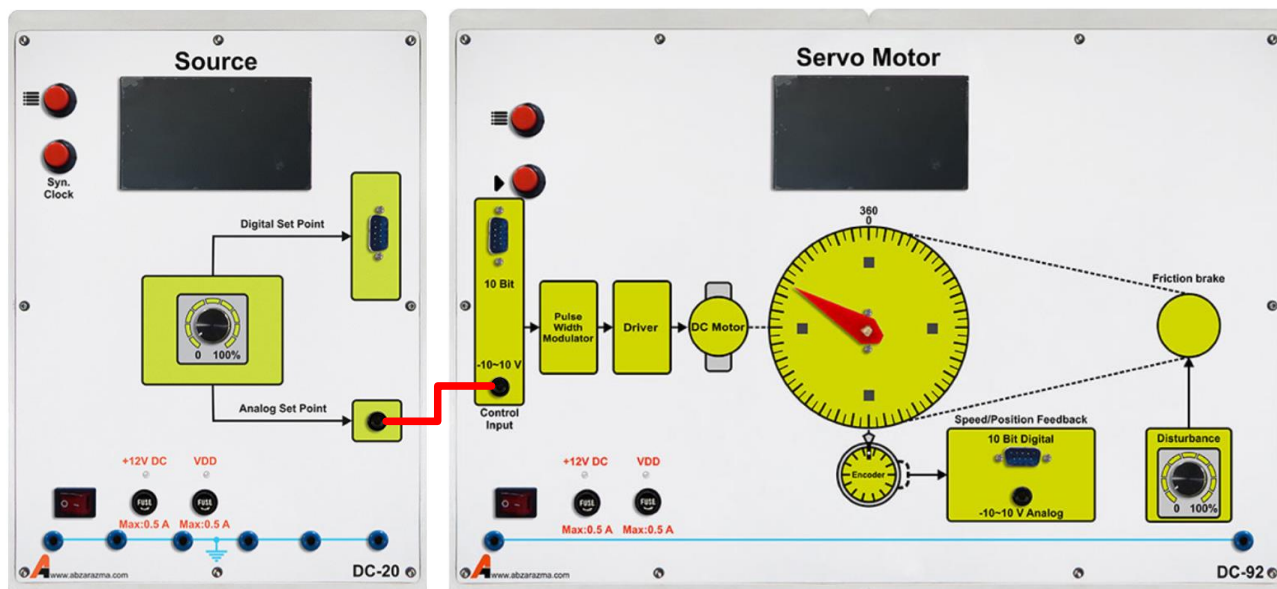 Source
Syn.
Clock
Digital Set Point
0 100%
Analog Set Point
+12V DC
VDD
FUSE
FUSE
Max:0.5 A
Max:0.5 A
www.abzarazma.com
DC-20
Servo Motor
10 Bit
-10~10 V
Control
Input
Pulse
Width
Modulator
Driver
DC Motor
360
0
Friction brake
Encoder
Speed/Position Feedback
10 Bit Digital
-10~10 V Analog
Disturbance
0 100%
+12V DC
VDD
FUSE
FUSE
Max:0.5 A
Max:0.5 A
www.abzarazma.com
DC-92